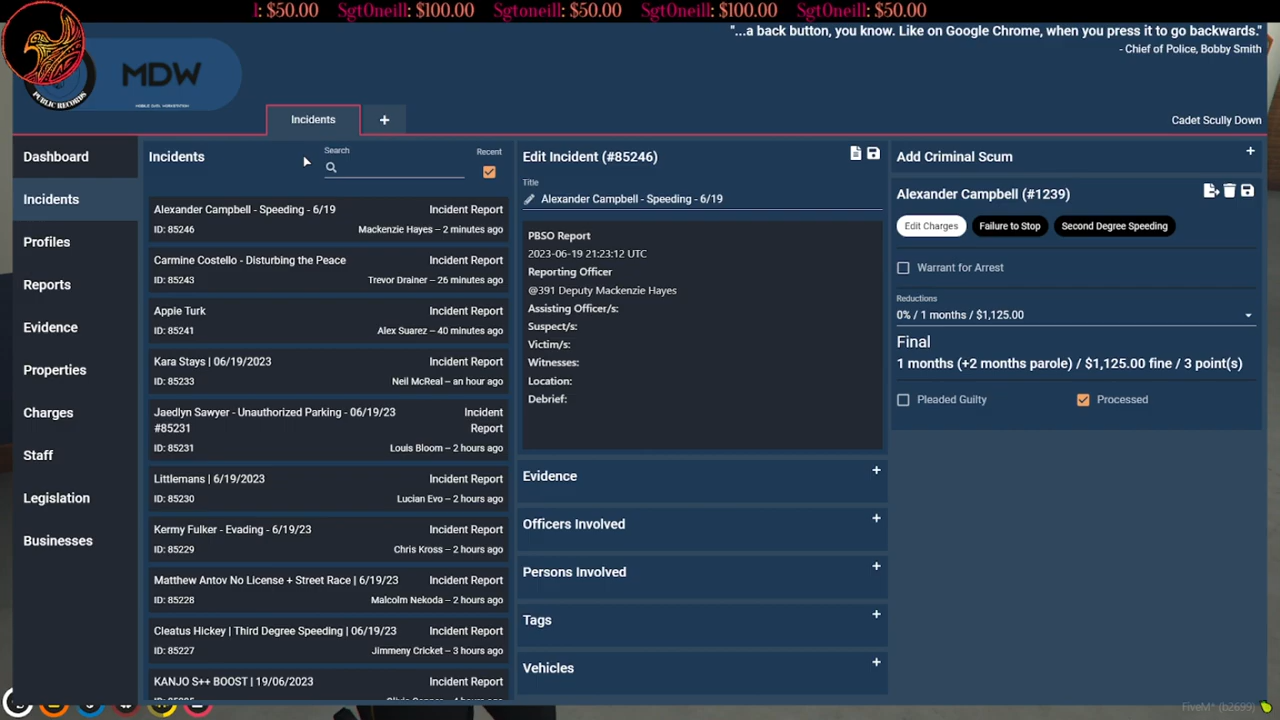 l: $50.00 SgtOneill: $100.00 Sgtoneill: $50.00 SgtOneill: $100.00 SgtOneill: $50.00
"...a back button, you know. Like on Google Chrome, when you press it to go backwards."
- Chief of Police, Bobby Smith
PUBLIC RECORDS
MDW
MOBILE DATA WORKSTATION
Incidents
+
Cadet Scully Down
Dashboard
Incidents
Profiles
Reports
Evidence
Properties
Charges
Staff
Legislation
Businesses
Incidents
Search
Recent
Alexander Campbell - Speeding - 6/19 Incident Report
ID: 85246 Mackenzie Hayes – 2 minutes ago
Carmine Costello - Disturbing the Peace Incident Report
ID: 85243 Trevor Drainer – 26 minutes ago
Apple Turk Incident Report
ID: 85241 Alex Suarez – 40 minutes ago
Kara Stays | 06/19/2023 Incident Report
ID: 85233 Neil McReal – an hour ago
Jaedlyn Sawyer - Unauthorized Parking - 06/19/23 Incident
#85231 Report
ID: 85231 Louis Bloom – 2 hours ago
Littlemans | 6/19/2023 Incident Report
ID: 85230 Lucian Evo – 2 hours ago
Kermy Fulker - Evading - 6/19/23 Incident Report
ID: 85229 Chris Kross – 2 hours ago
Matthew Antov No License + Street Race | 6/19/23 Incident Report
ID: 85228 Malcolm Nekoda – 2 hours ago
Cleatus Hickey | Third Degree Speeding | 06/19/23 Incident Report
ID: 85227 Jimmeny Cricket – 3 hours ago
KANJO S++ BOOST | 19/06/2023 Incident Report
Edit Incident (#85246)
Title
Alexander Campbell - Speeding - 6/19
PBSO Report
2023-06-19 21:23:12 UTC
Reporting Officer
@391 Deputy Mackenzie Hayes
Assisting Officer/s:
Suspect/s:
Victim/s:
Witnesses:
Location:
Debrief:
Evidence +
Officers Involved +
Persons Involved +
Tags +
Vehicles +
Add Criminal Scum +
Alexander Campbell (#1239)
Edit Charges Failure to Stop Second Degree Speeding
Warrant for Arrest
Reductions
0% / 1 months / $1,125.00
Final
1 months (+2 months parole) / $1,125.00 fine / 3 point(s)
Pleaded Guilty Processed
FiveM* (b2699)